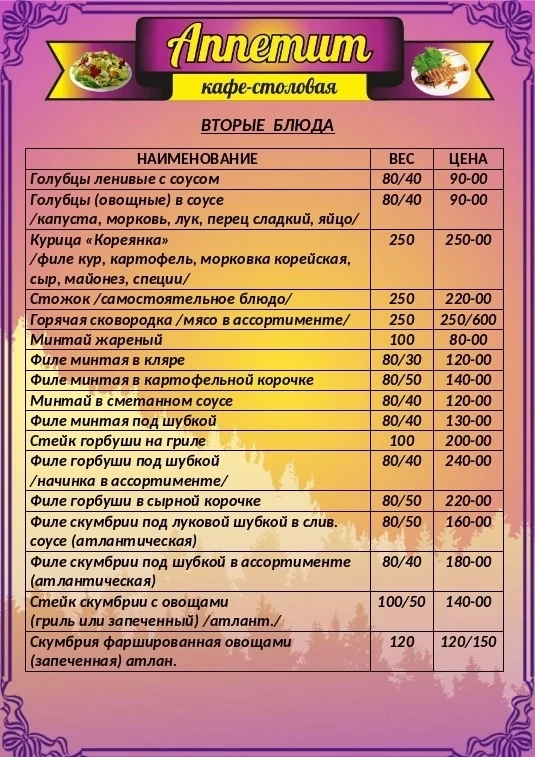 Аппетит
кафе-столовая
ВТОРЫЕ БЛЮДА
НАИМЕНОВАНИЕ ВЕС ЦЕНА
Голубцы ленивые с соусом 80/40 90-00
Голубцы (овощные) в соусе 80/40 90-00
/капуста, морковь, лук, перец сладкий, яйцо/
Курица «Кореянка» 250 250-00
/филе кур, картофель, морковка корейская,
сыр, майонез, специи/
Стожок /самостоятельное блюдо/ 250 220-00
Горячая сковородка /мясо в ассортименте/ 250 250/600
Минтай жареный 100 80-00
Филе минтая в кляре 80/30 120-00
Филе минтая в картофельной корочке 80/50 140-00
Минтай в сметанном соусе 80/40 120-00
Филе минтая под шубкой 80/40 130-00
Стейк горбуши на гриле 100 200-00
Филе горбуши под шубкой 80/40 240-00
/начинка в ассортименте/
Филе горбуши в сырной корочке 80/50 220-00
Филе скумбрии под луковой шубкой в слив. 80/50 160-00
соусе (атлантическая)
Филе скумбрии под шубкой в ассортименте 80/40 180-00
(атлантическая)
Стейк скумбрии с овощами 100/50 140-00
(гриль или запеченный) /атлант./
Скумбрия фаршированная овощами 120 120/150
(запеченная) атлан.